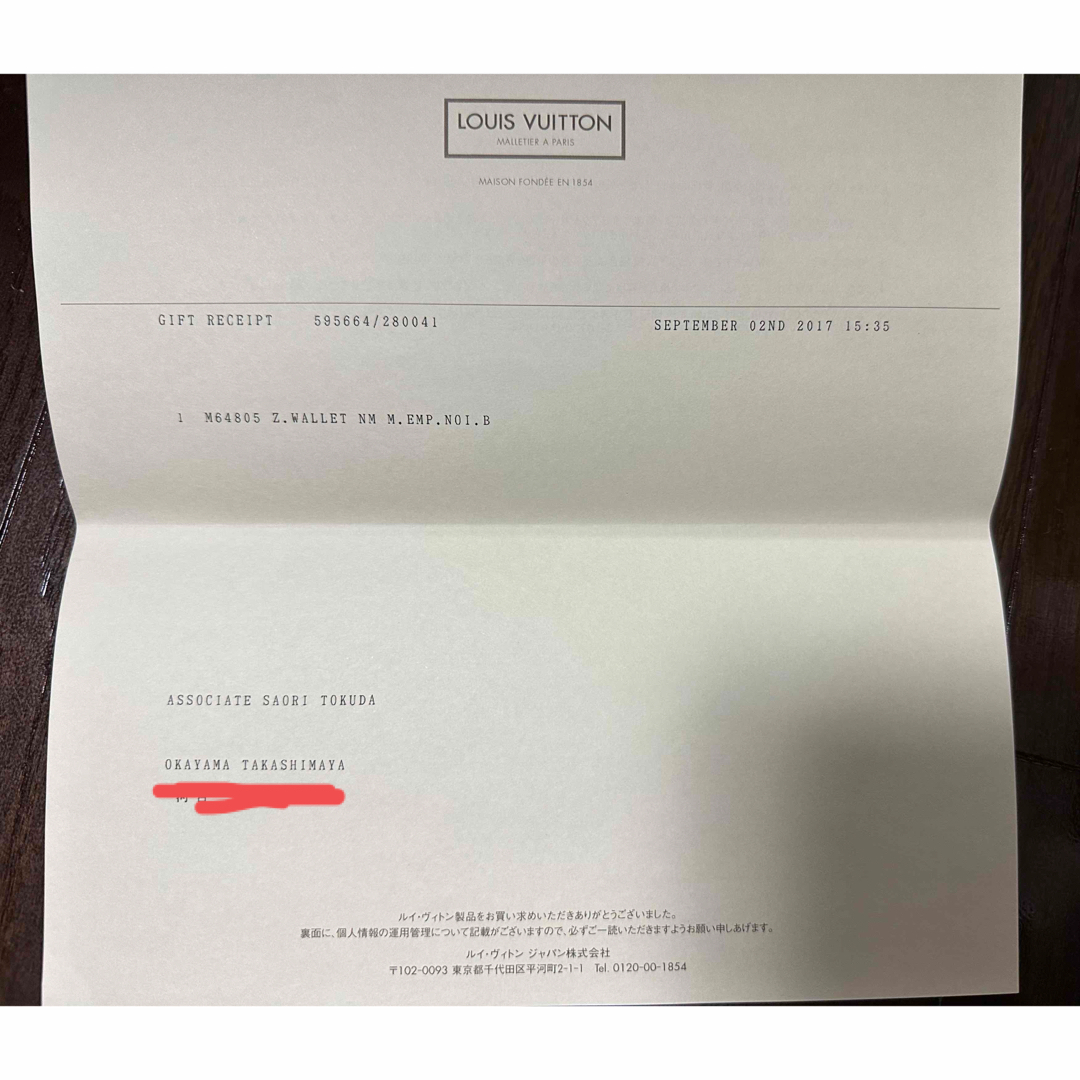 LOUIS VUITTON
MALLETIER A PARIS
MAISON FONDÉE EN 1854
GIFT RECEIPT 595664/280041 SEPTEMBER 02ND 2017 15:35
1 M64805 Z.WALLET NM M.EMP.NOI.B
ASSOCIATE SAORI TOKUDA
OKAYAMA TAKASHIMAYA
ルイ・ヴィトン製品をお買い求めいただきありがとうございました。
裏面に、個人情報の運用管理について記載がございますので、必ずご一読いただきますようお願い申しあげます。
ルイ・ヴィトン ジャパン株式会社
〒102-0093 東京都千代田区平河町2-1-1 Tel. 0120-00-1854